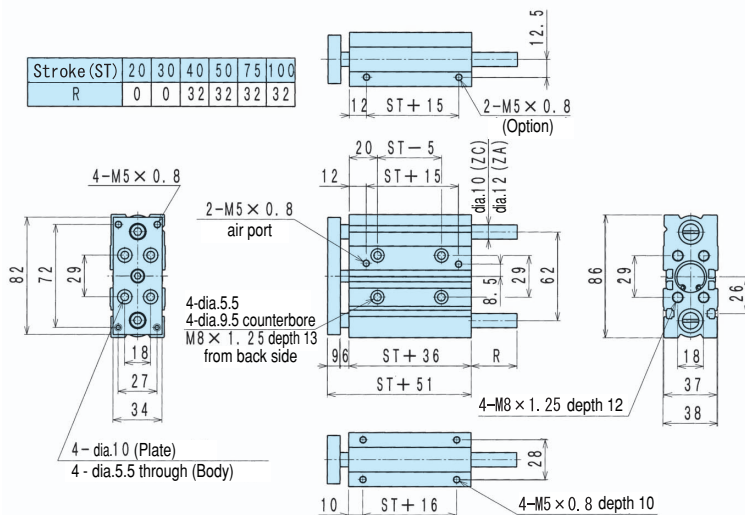 Stroke(ST) 20 30 40 50 75 100
R 0 0 32 32 32 32
12.5
12 ST+15
2-M5×0.8
(Option)
20 ST-5
12 ST+15
dia.10 (ZC)
dia.12 (ZA)
4-M5×0.8
2-M5×0.8
air port
82
72
29
18
27
34
4-dia.5.5
4-dia.9.5 counterbore
M8×1.25 depth 13
from back side
8.5
29
62
9 6 ST+36 R
ST+51
86
29
26
18
37
38
4-M8×1.25 depth 12
4-dia.10 (Plate)
4-dia.5.5 through (Body)
28
10 ST+16
4-M5×0.8 depth 10